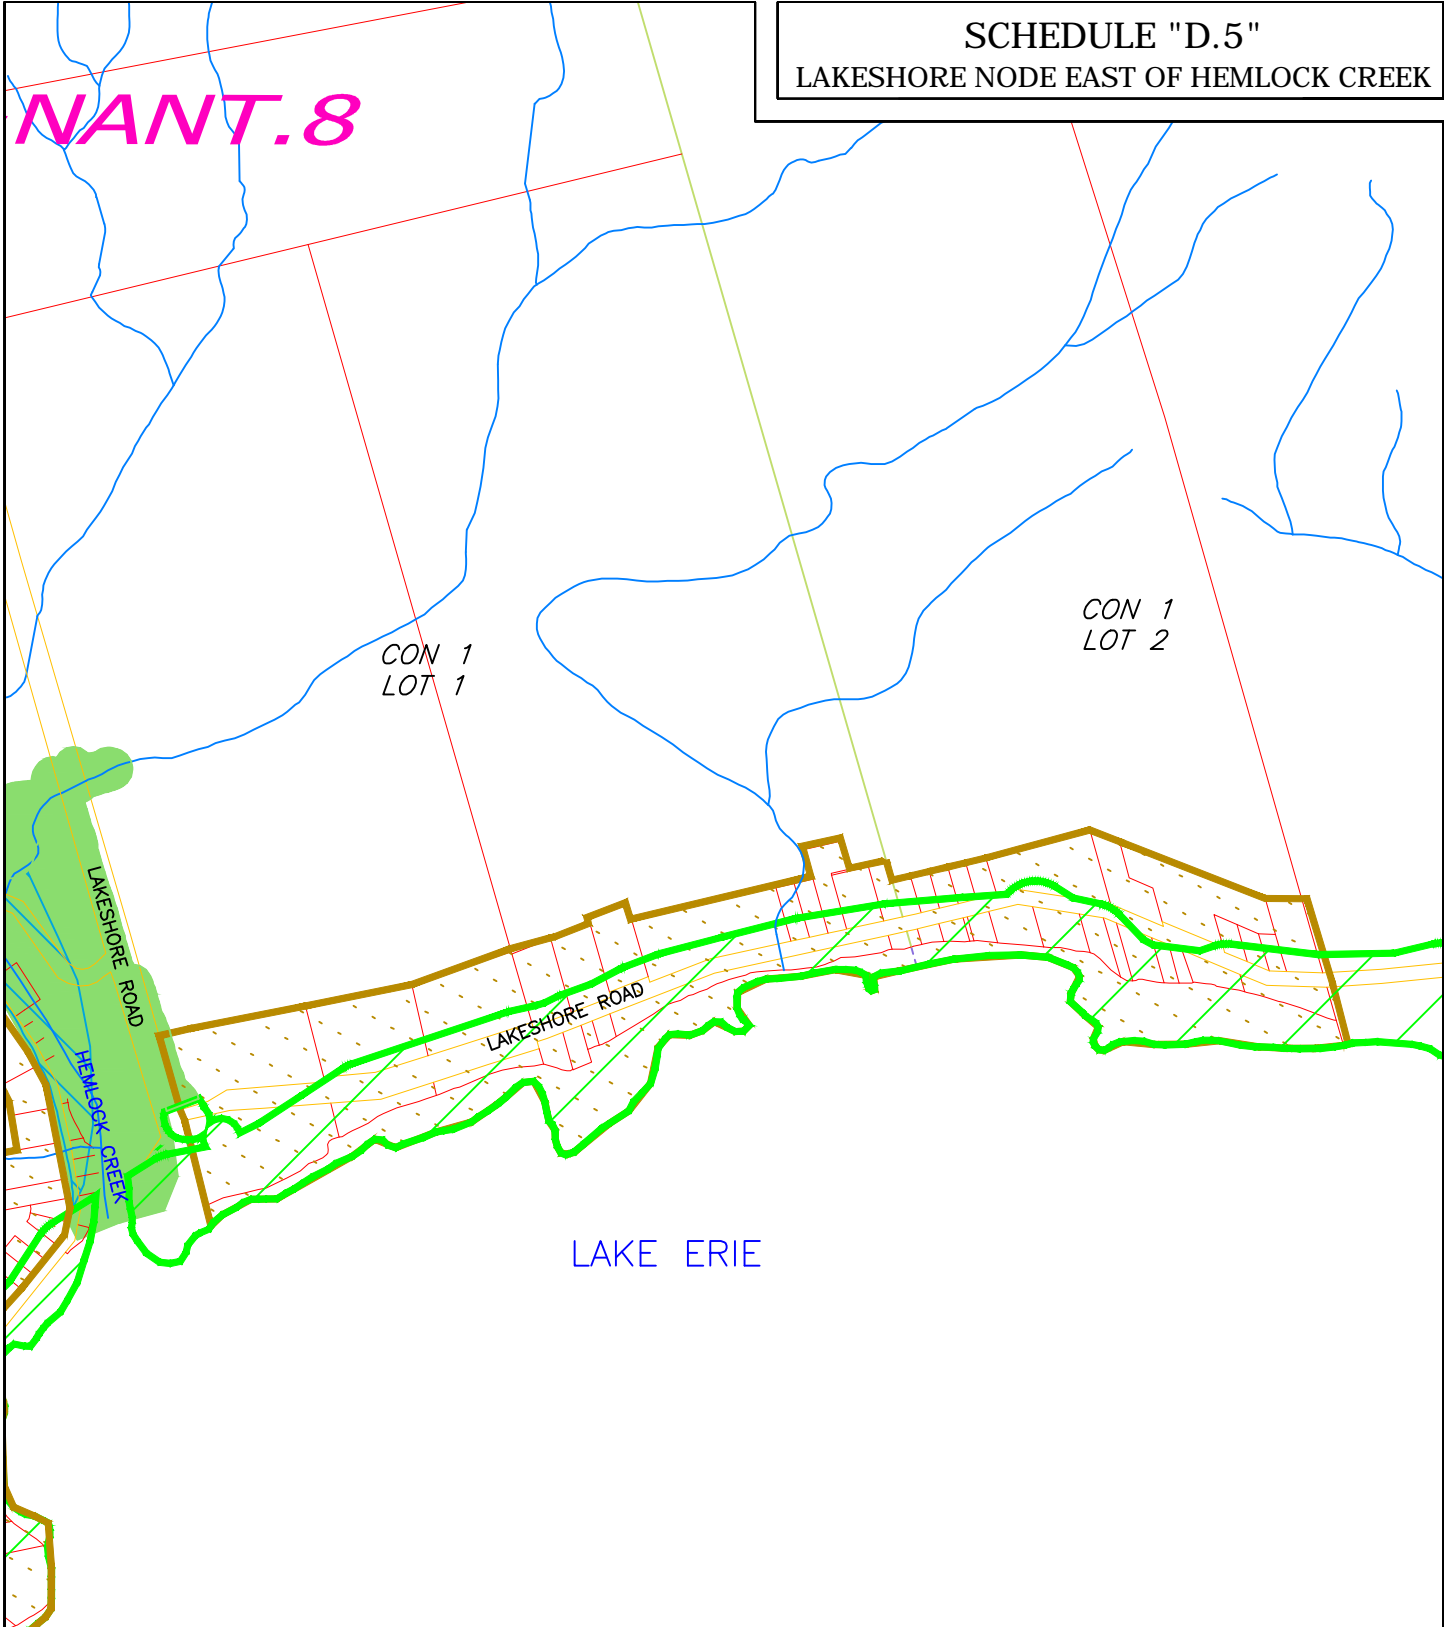 SCHEDULE "D.5"
LAKESHORE NODE EAST OF HEMLOCK CREEK
NANT.8
CON 1
LOT 2
CON 1
LOT 1
LAKESHORE ROAD
LAKESHORE ROAD
HEMLOCK CREEK
LAKE ERIE